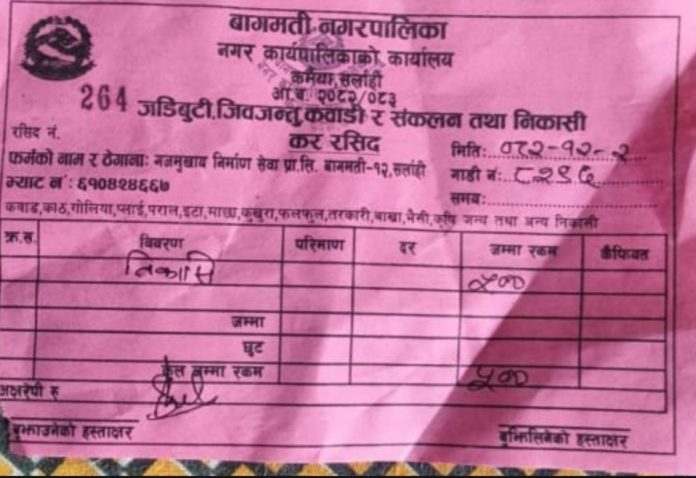 बागमती नगरपालिका
नगर कार्यपालिकाको कार्यालय
कर्मैया, सर्लाही
आ.व. २०८२/०८३
264 जडिबुटी,जिवजन्तु,कवाडी र संकलन तथा निकासी
कर रसिद
रसिद नं. मिति: ०८२-१२-२
फर्मको नाम र ठेगानाः गजमुखाय निर्माण सेवा प्रा.लि. बागमती-१२, सर्लाही गाडी नं: ८२९६
भ्याट नं : ६१०४२४६६७ समय:
कवाड,काठ,गोलिया,प्लाई,पराल,इटा,माछा,कुखुरा,फलफुल,तरकारी,बाख्रा,भैसी,कृषि जन्य तथा अन्य निकासी
क्र.स. विवरण परिमाण दर जम्मा रकम कैफियत
निकासि ५००
जम्मा
छुट
कुल जम्मा रकम ५००
अक्षरेपी रु
बुझाउनेको हस्ताक्षर बुझिलिनेको हस्ताक्षर